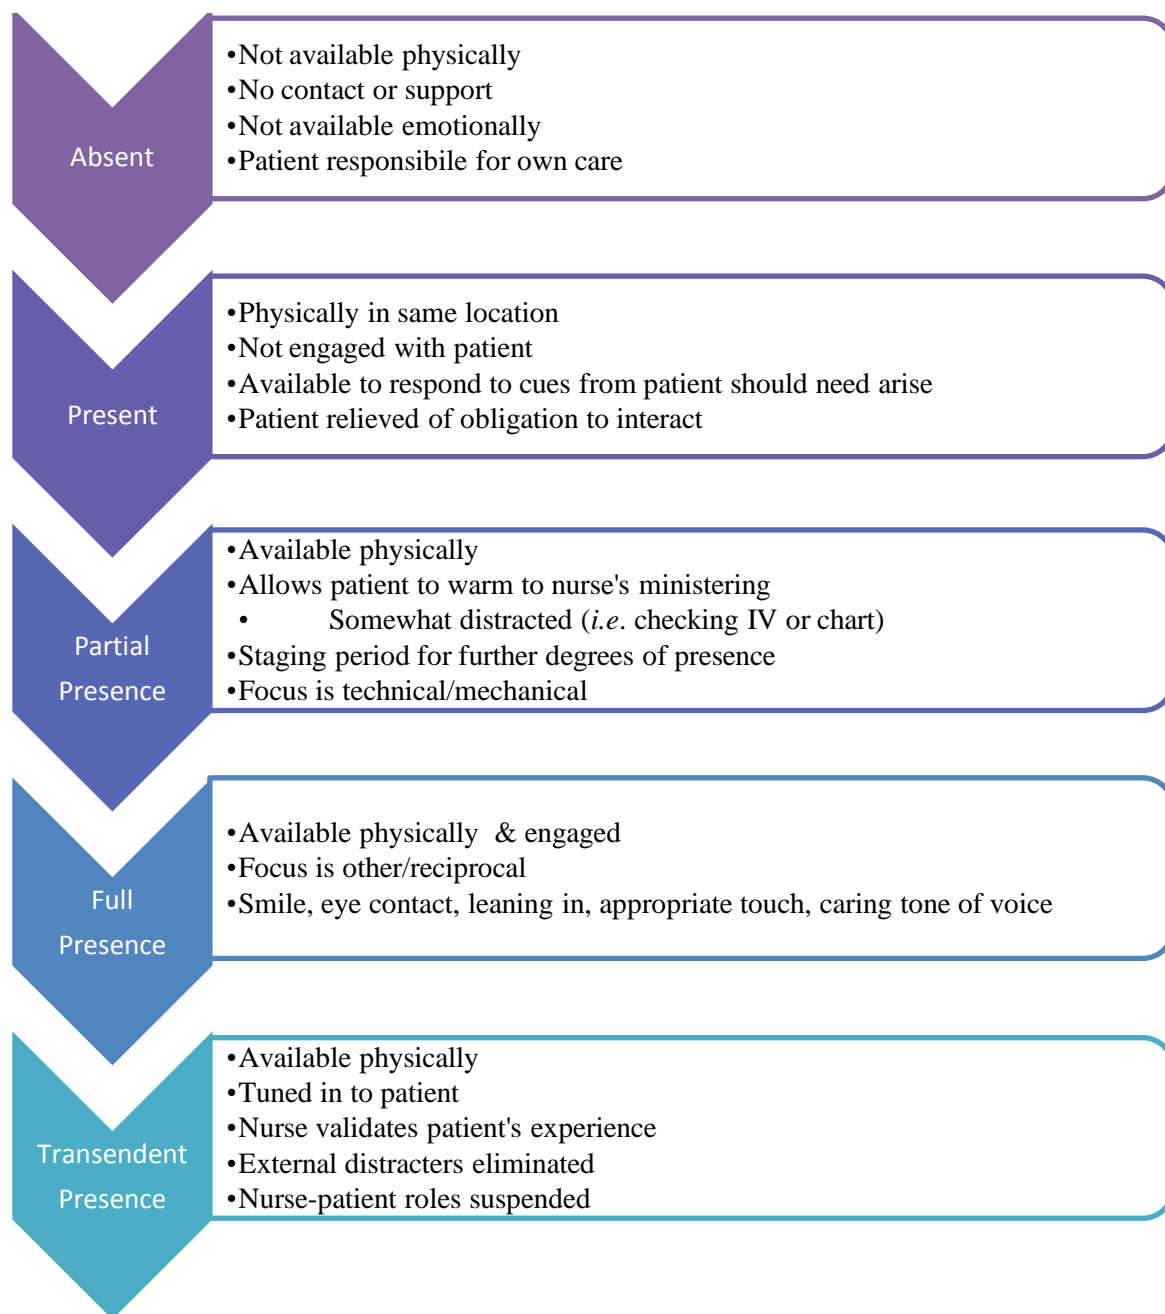 Absent
•Not available physically
•No contact or support
•Not available emotionally
•Patient responsibile for own care
Present
•Physically in same location
•Not engaged with patient
•Available to respond to cues from patient should need arise
•Patient relieved of obligation to interact
Partial
Presence
•Available physically
•Allows patient to warm to nurse's ministering
• Somewhat distracted (i.e. checking IV or chart)
•Staging period for further degrees of presence
•Focus is technical/mechanical
Full
Presence
•Available physically & engaged
•Focus is other/reciprocal
•Smile, eye contact, leaning in, appropriate touch, caring tone of voice
Transendent
Presence
•Available physically
•Tuned in to patient
•Nurse validates patient's experience
•External distracters eliminated
•Nurse-patient roles suspended